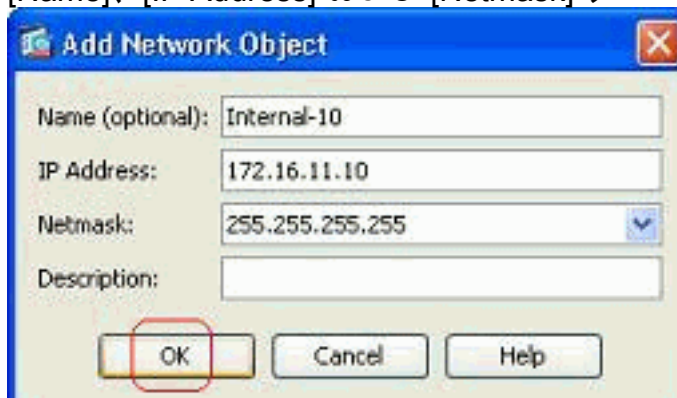 Add Network Object
Name (optional): Internal-10
IP Address: 172.16.11.10
Netmask: 255.255.255.255
Description:
OK Cancel Help